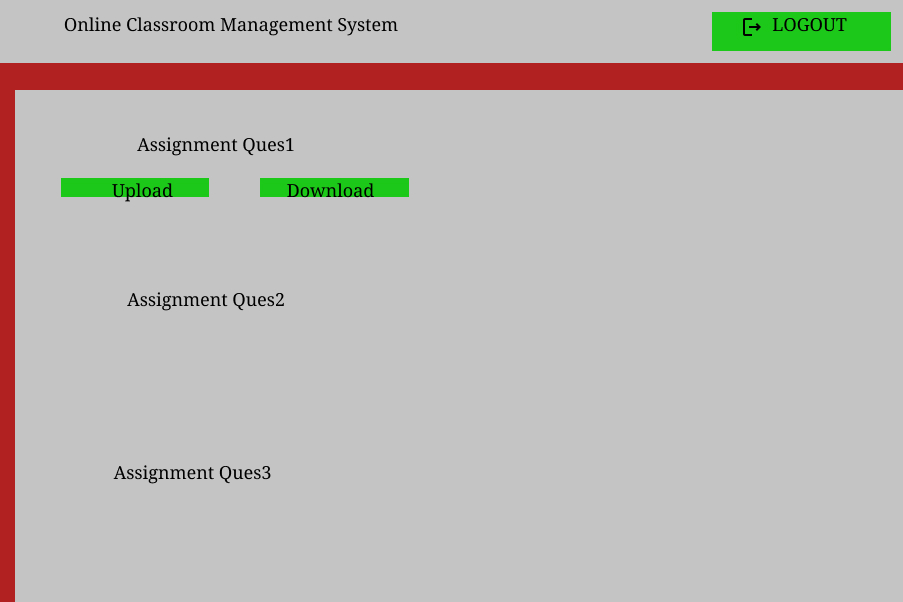 Online Classroom Management System
LOGOUT
Assignment Ques1
Upload
Download
Assignment Ques2
Assignment Ques3